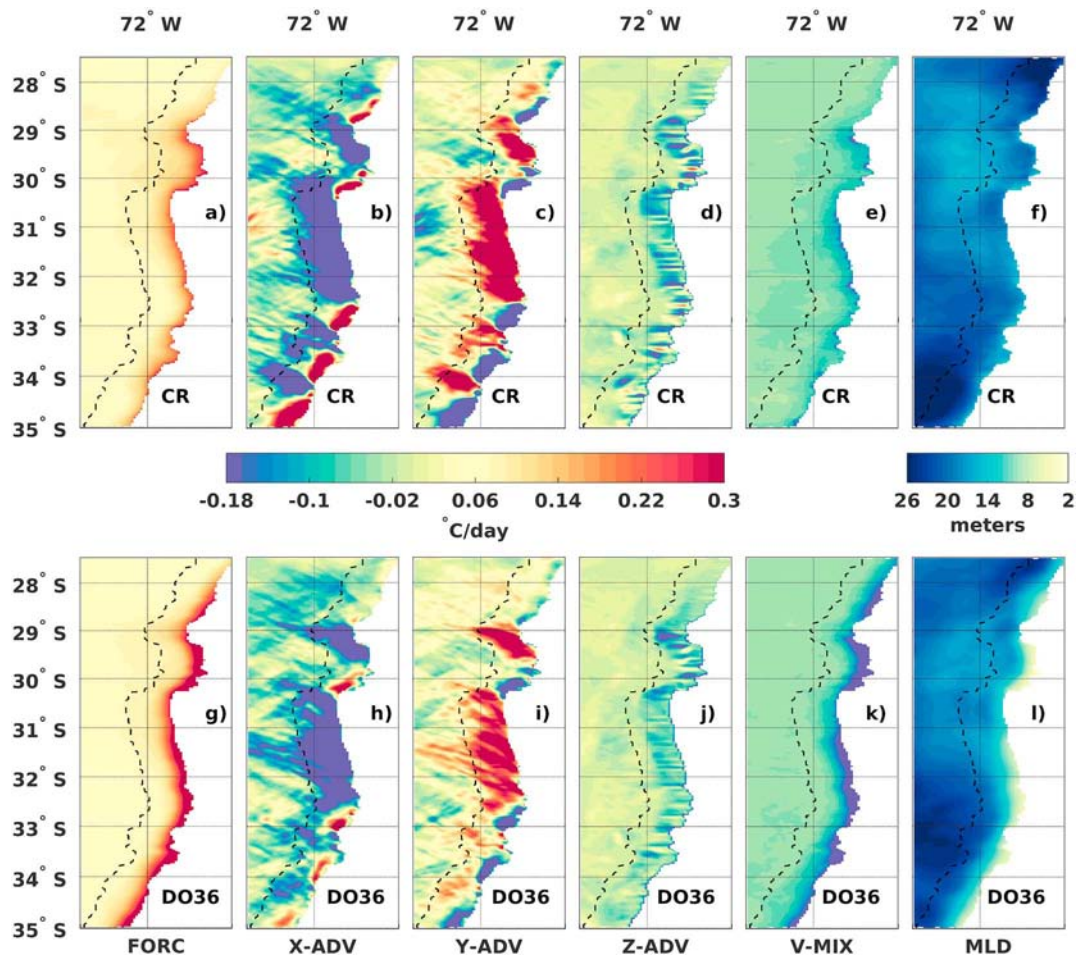 72° W 72° W 72° W 72° W 72° W 72° W
28° S
29° S
30° S
31° S
32° S
33° S
34° S
35° S
a) b) c) d) e) f)
CR CR CR CR CR CR
-0.18 -0.1 -0.02 0.06 0.14 0.22 0.3
°C/day
26 20 14 8 2
meters
28° S
29° S
30° S
31° S
32° S
33° S
34° S
35° S
g) h) i) j) k) l)
DO36 DO36 DO36 DO36 DO36 DO36
FORC X-ADV Y-ADV Z-ADV V-MIX MLD